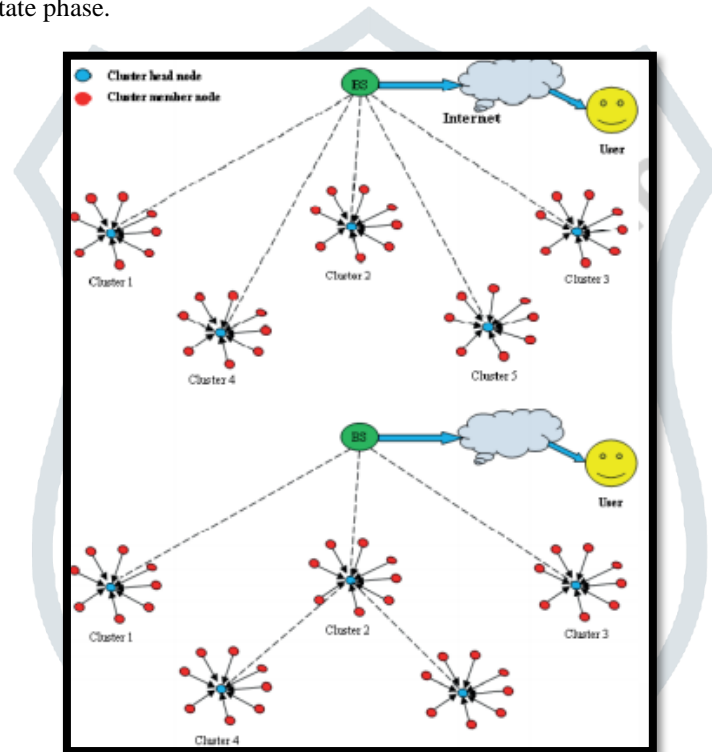 tate phase.
Cluster head node
Cluster member node
BS
Internet
User
Cluster 1
Cluster 2
Cluster 3
Cluster 4
Cluster 5
BS
User
Cluster 1
Cluster 2
Cluster 3
Cluster 4